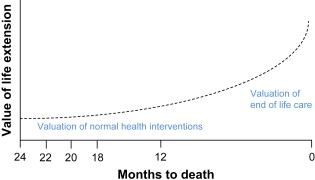 Value of life extension
Valuation of
end of life care
Valuation of normal health interventions
24 22 20 18 12 0
Months to death